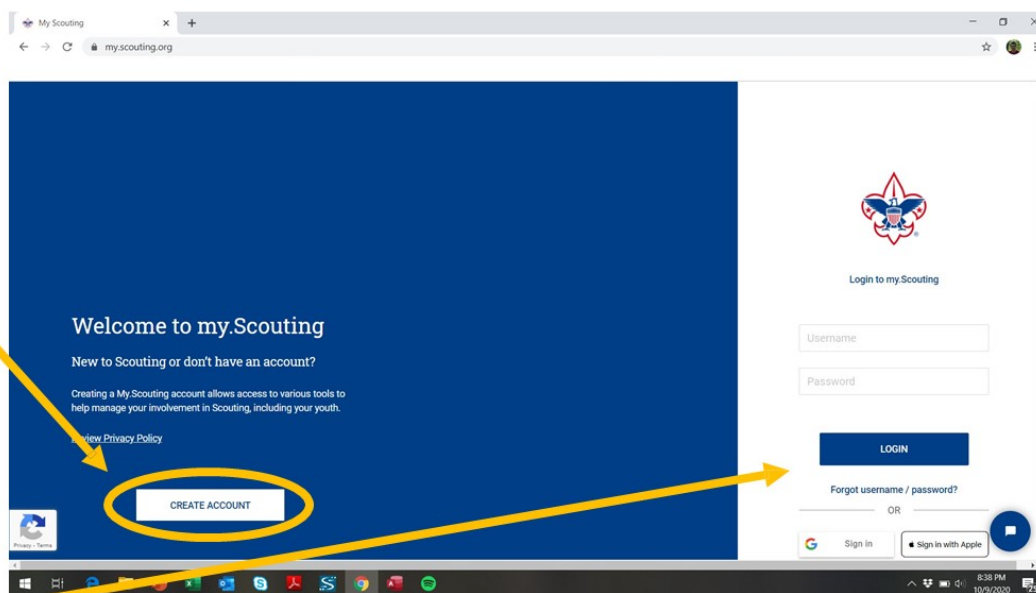 My Scouting
my.scouting.org
Welcome to my.Scouting
New to Scouting or don't have an account?
Creating a My.Scouting account allows access to various tools to
help manage your involvement in Scouting, including your youth.
Review Privacy Policy
CREATE ACCOUNT
Privacy - Terms
Login to my.Scouting
Username
Password
LOGIN
Forgot username / password?
OR
G Sign in
Sign in with Apple
8:38 PM
10/9/2020